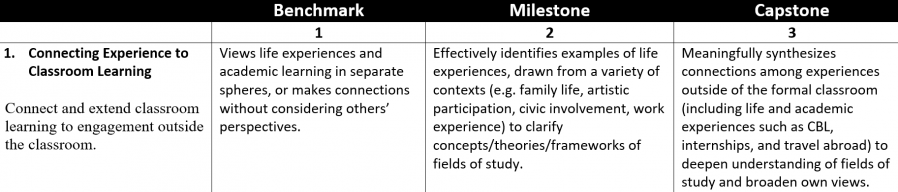 Benchmark Milestone Capstone
1 2 3
1. Connecting Experience to
Classroom Learning
Connect and extend classroom
learning to engagement outside
the classroom.
Views life experiences and
academic learning in separate
spheres, or makes connections
without considering others’
perspectives.
Effectively identifies examples of life
experiences, drawn from a variety of
contexts (e.g. family life, artistic
participation, civic involvement, work
experience) to clarify
concepts/theories/frameworks of
fields of study.
Meaningfully synthesizes
connections among experiences
outside of the formal classroom
(including life and academic
experiences such as CBL,
internships, and travel abroad) to
deepen understanding of fields of
study and broaden own views.